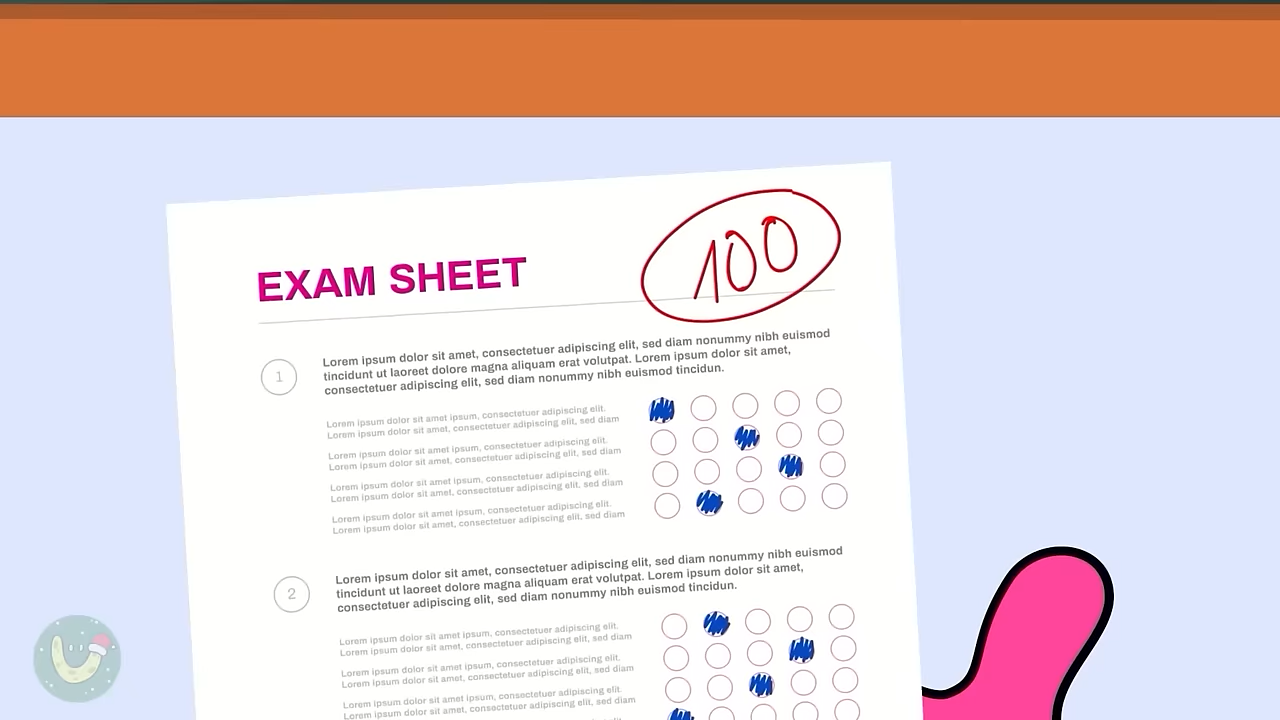 EXAM SHEET
100
1
Lorem ipsum dolor sit amet, consectetuer adipiscing elit, sed diam nonummy nibh euismod
tincidunt ut laoreet dolore magna aliquam erat volutpat. Lorem ipsum dolor sit amet,
consectetuer adipiscing elit, sed diam nonummy nibh euismod tincidun.
Lorem ipsum dolor sit amet ipsum, consectetuer adipiscing elit.
Lorem ipsum dolor sit amet, consectetuer adipiscing elit, sed diam
Lorem ipsum dolor sit amet ipsum, consectetuer adipiscing elit.
Lorem ipsum dolor sit amet, consectetuer adipiscing elit, sed diam
Lorem ipsum dolor sit amet ipsum, consectetuer adipiscing elit.
Lorem ipsum dolor sit amet, consectetuer adipiscing elit, sed diam
Lorem ipsum dolor sit amet ipsum, consectetuer adipiscing elit.
Lorem ipsum dolor sit amet, consectetuer adipiscing elit, sed diam
2
Lorem ipsum dolor sit amet, consectetuer adipiscing elit, sed diam nonummy nibh euismod
tincidunt ut laoreet dolore magna aliquam erat volutpat. Lorem ipsum dolor sit amet,
consectetuer adipiscing elit, sed diam nonummy nibh euismod tincidun.
Lorem ipsum dolor sit amet ipsum, consectetuer adipiscing elit.
Lorem ipsum dolor sit amet, consectetuer adipiscing elit, sed diam
Lorem ipsum dolor sit amet ipsum, consectetuer adipiscing elit.
Lorem ipsum dolor sit amet, consectetuer adipiscing elit, sed diam
Lorem ipsum dolor sit amet ipsum, consectetuer adipiscing elit.
Lorem ipsum dolor sit amet, consectetuer adipiscing elit, sed diam